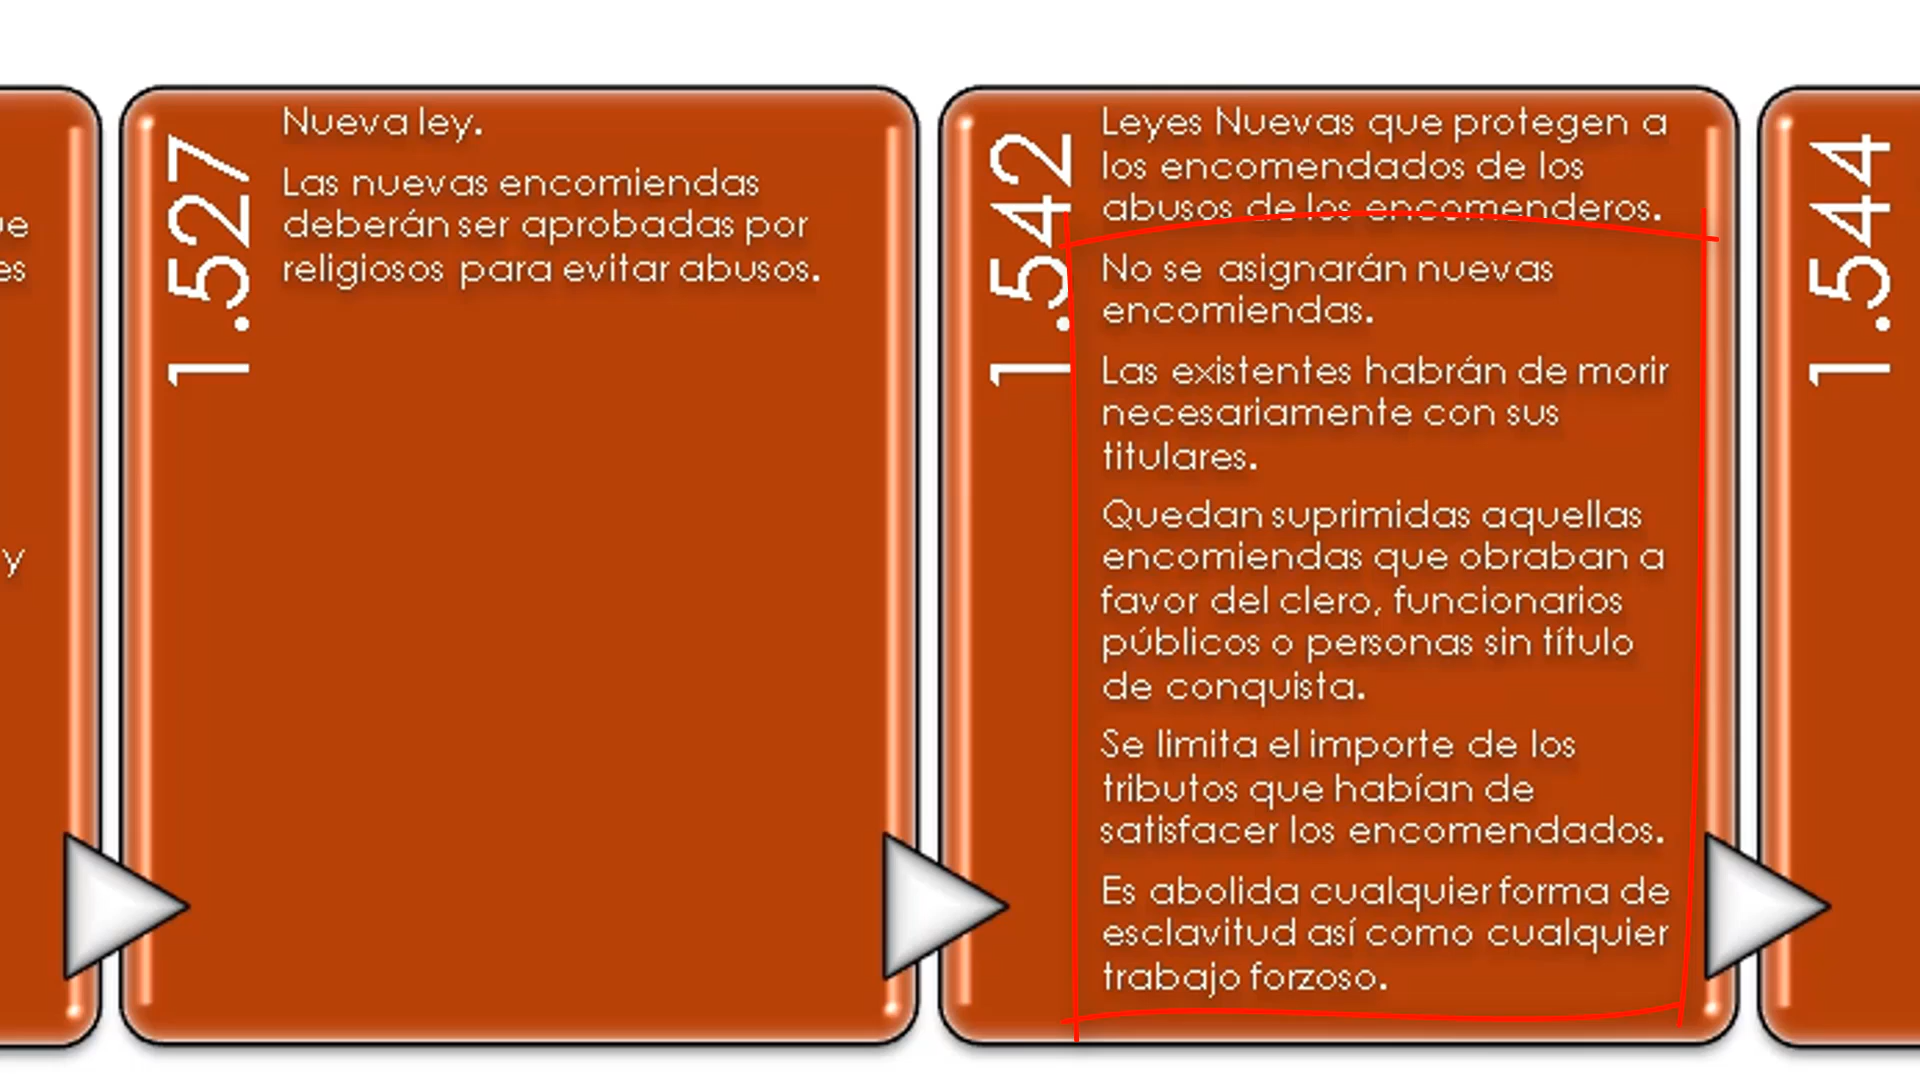 ue
es
y
1.527
Nueva ley.
Las nuevas encomiendas
deberán ser aprobadas por
religiosos para evitar abusos.
1.542
Leyes Nuevas que protegen a
los encomendados de los
abusos de los encomenderos.
No se asignarán nuevas
encomiendas.
Las existentes habrán de morir
necesariamente con sus
titulares.
Quedan suprimidas aquellas
encomiendas que obraban a
favor del clero, funcionarios
públicos o personas sin título
de conquista.
Se limita el importe de los
tributos que habían de
satisfacer los encomendados.
Es abolida cualquier forma de
esclavitud así como cualquier
trabajo forzoso.
1.544